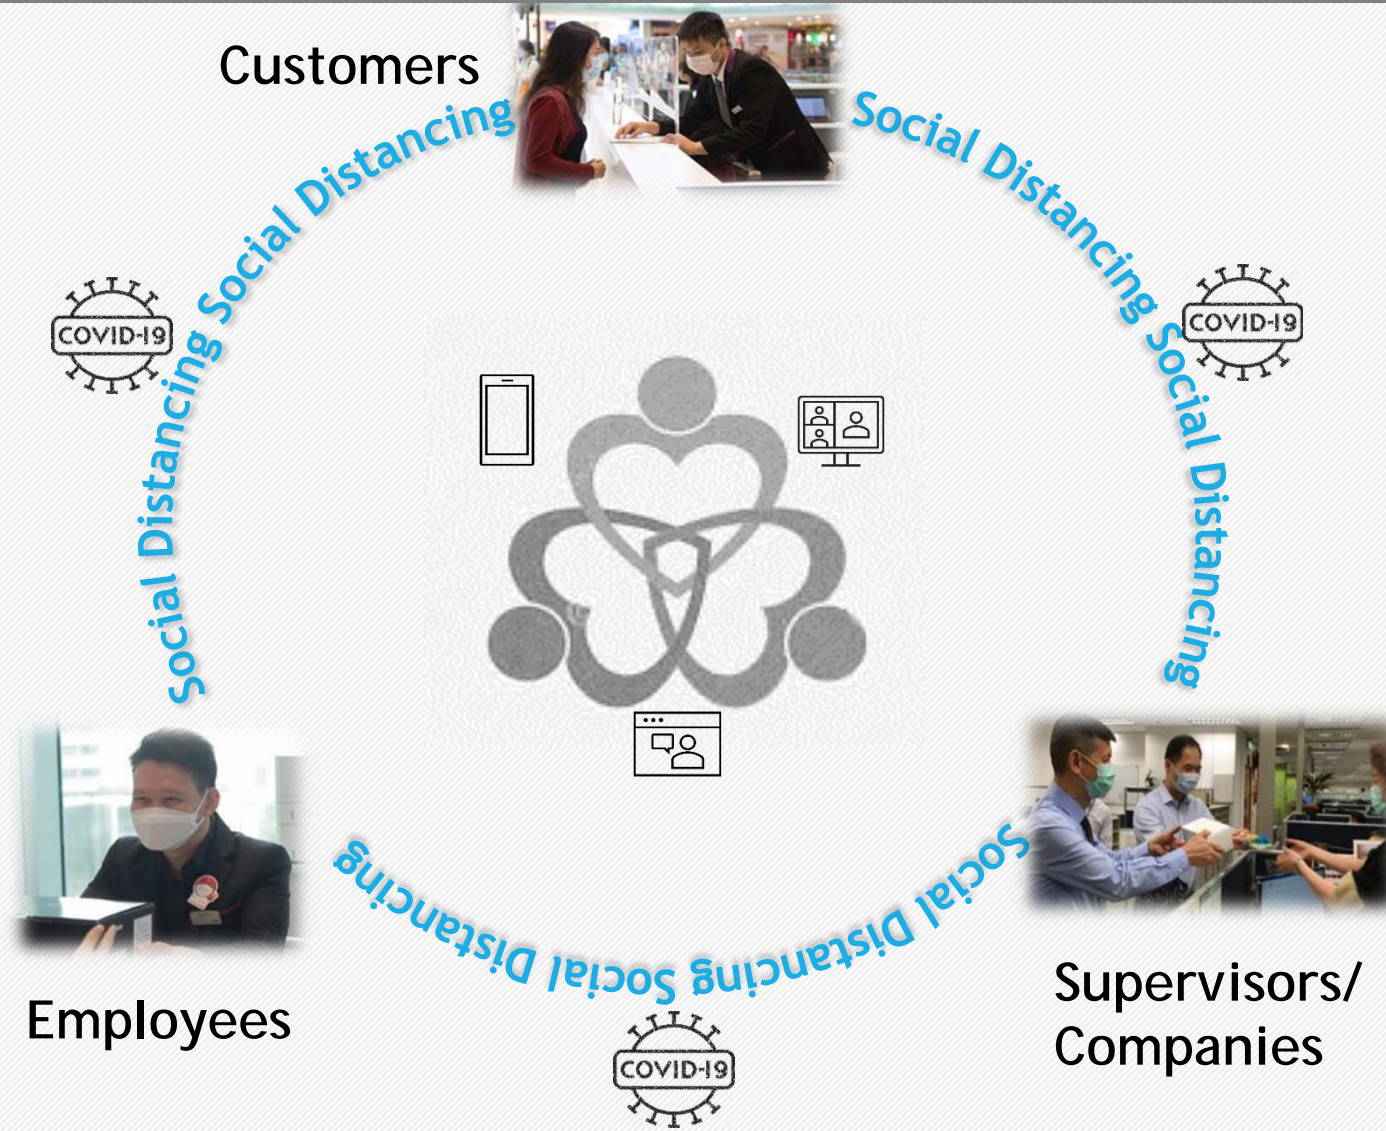 Customers
Social Distancing Social Distancing
Social Distancing Social Distancing
COVID-19
COVID-19
Social Distancing Social Distancing
Employees
Supervisors/
Companies
COVID-19